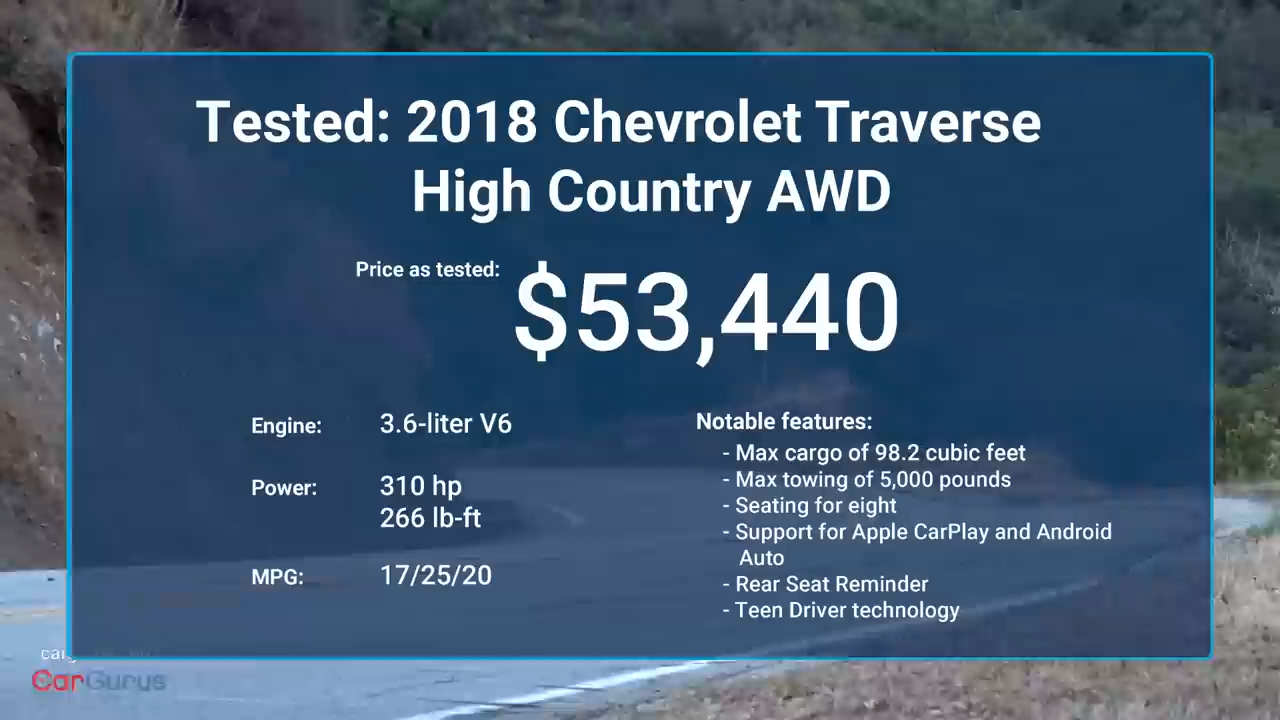 Tested: 2018 Chevrolet Traverse
High Country AWD
Price as tested: $53,440
Engine: 3.6-liter V6
Power: 310 hp
266 lb-ft
MPG: 17/25/20
Notable features:
- Max cargo of 98.2 cubic feet
- Max towing of 5,000 pounds
- Seating for eight
- Support for Apple CarPlay and Android
Auto
- Rear Seat Reminder
- Teen Driver technology
CarGurus